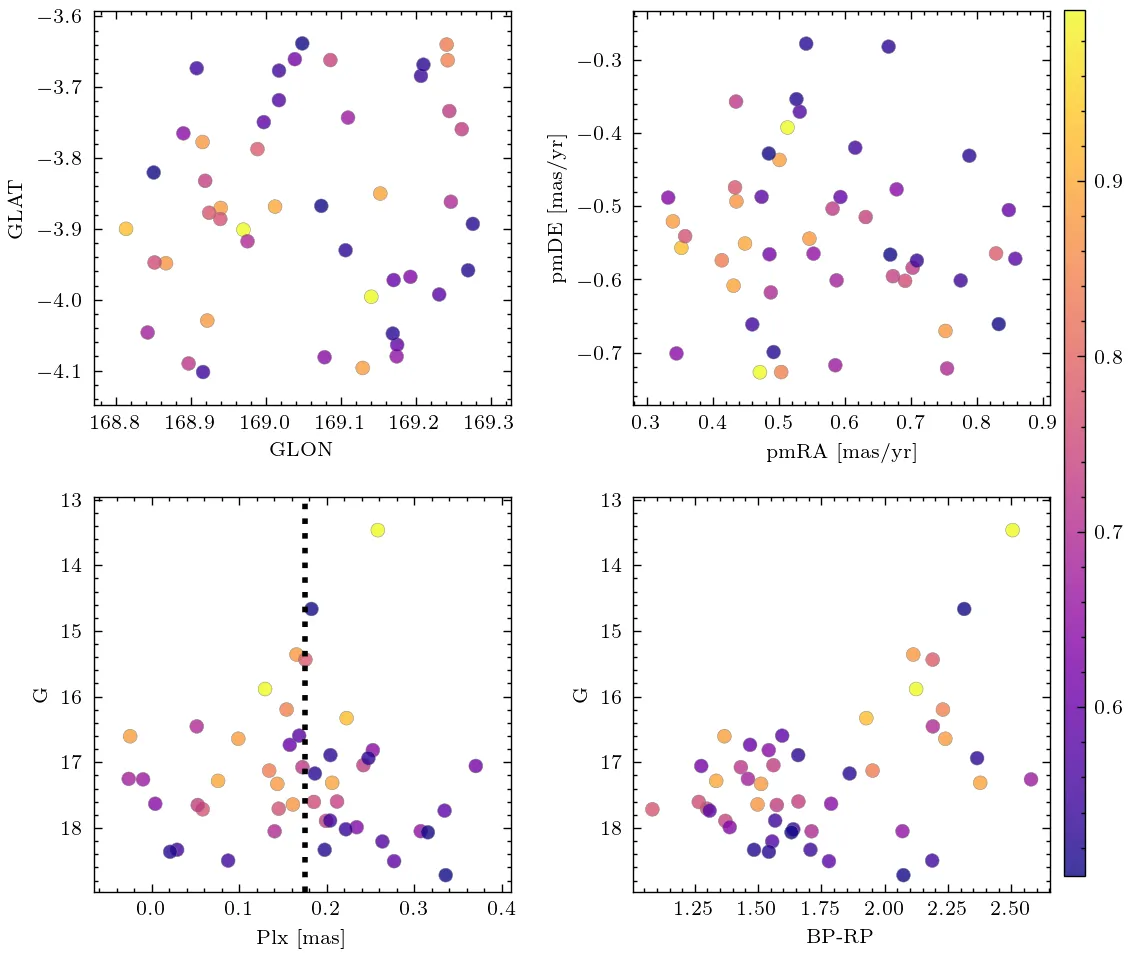 −3.6
−3.7
−3.8
−3.9
−4.0
−4.1
GLAT
168.8 168.9 169.0 169.1 169.2 169.3
GLON
−0.3
−0.4
−0.5
−0.6
−0.7
pmDE [mas/yr]
0.3 0.4 0.5 0.6 0.7 0.8 0.9
pmRA [mas/yr]
13
14
15
16
17
18
G
0.0 0.1 0.2 0.3 0.4
Plx [mas]
13
14
15
16
17
18
G
1.25 1.50 1.75 2.00 2.25 2.50
BP-RP
0.9
0.8
0.7
0.6